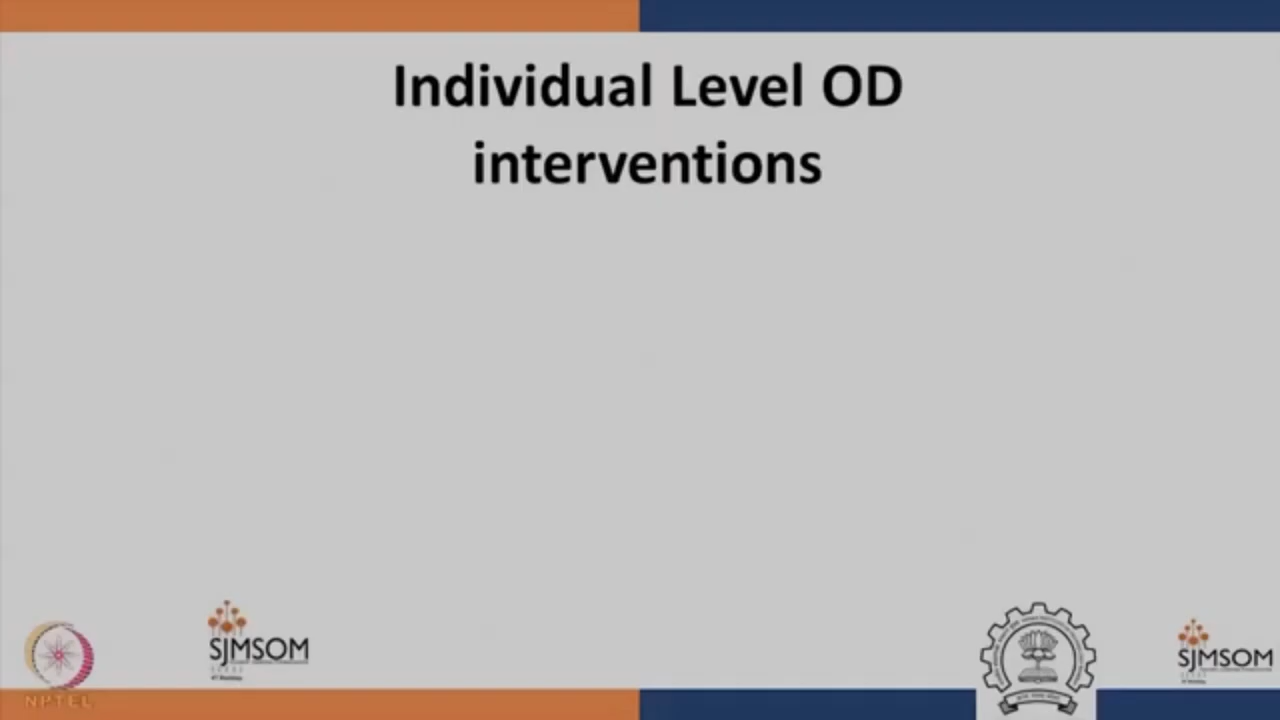 Individual Level OD
interventions
SJMSOM
SJMSOM
NPTEL